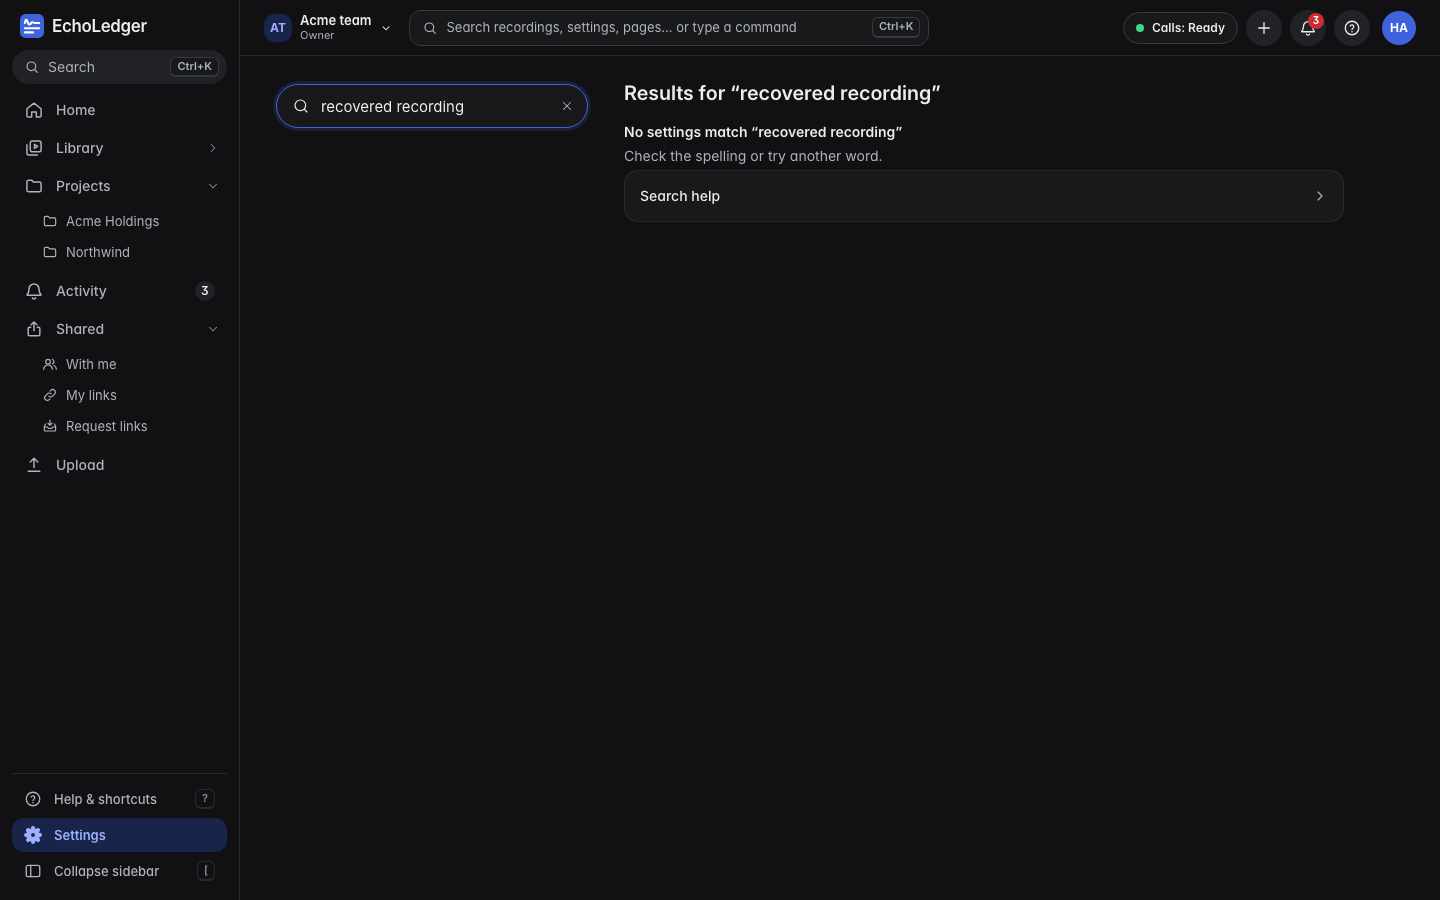 EchoLedger
Search Ctrl+K
Home
Library
Projects
Acme Holdings
Northwind
Activity 3
Shared
With me
My links
Request links
Upload
Help & shortcuts ?
Settings
Collapse sidebar [
AT Acme team
Owner
Search recordings, settings, pages... or type a command Ctrl+K
Calls: Ready
3
HA
recovered recording
Results for “recovered recording”
No settings match “recovered recording”
Check the spelling or try another word.
Search help